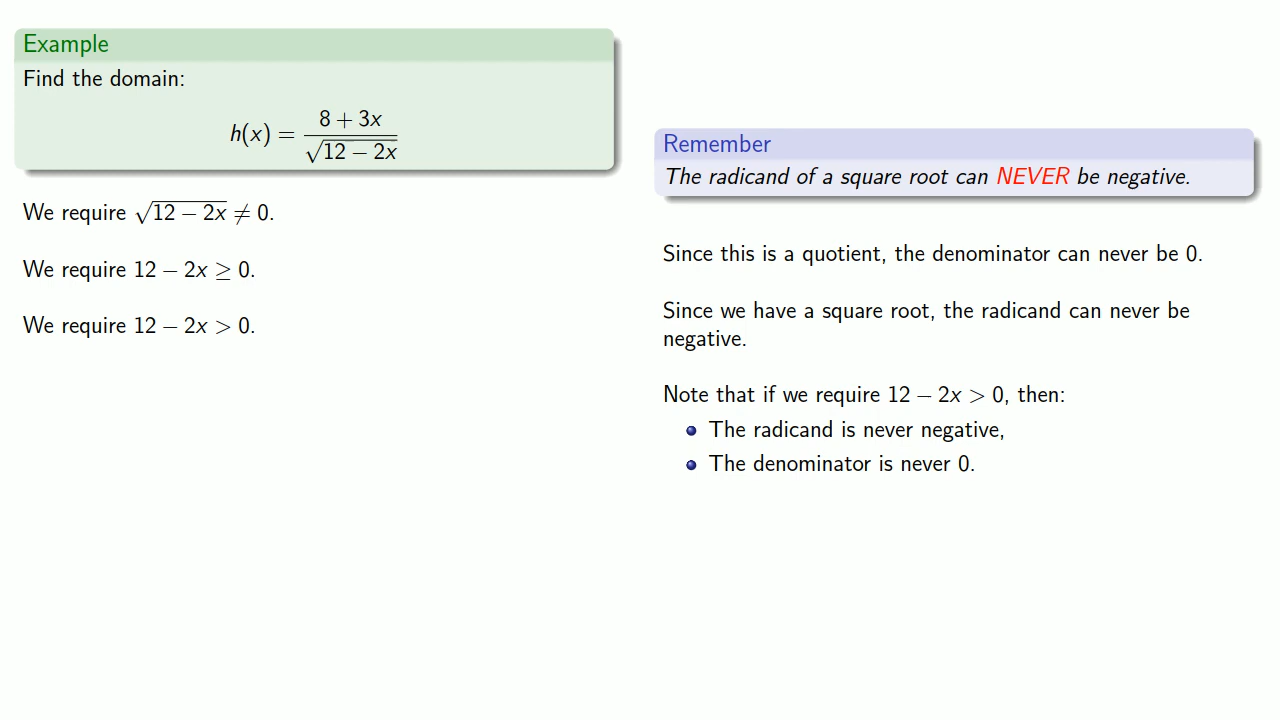 Example
Find the domain:
h(x) = (8 + 3x) / √(12 − 2x)
We require √(12 − 2x) ≠ 0.
We require 12 − 2x ≥ 0.
We require 12 − 2x > 0.
Remember
The radicand of a square root can NEVER be negative.
Since this is a quotient, the denominator can never be 0.
Since we have a square root, the radicand can never be
negative.
Note that if we require 12 − 2x > 0, then:
The radicand is never negative,
The denominator is never 0.